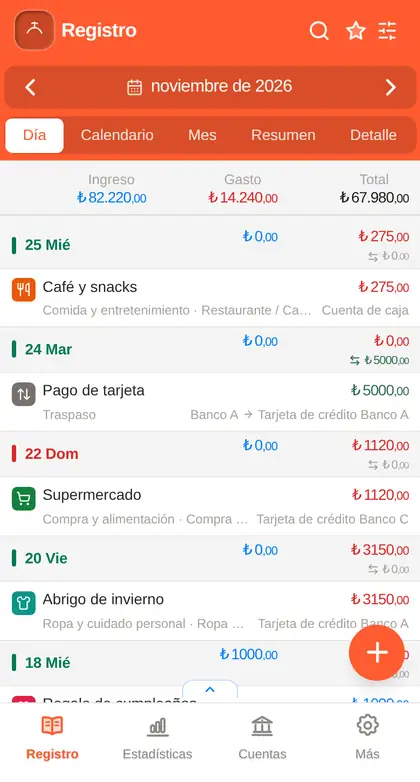 Registro
noviembre de 2026
Día Calendario Mes Resumen Detalle
Ingreso Gasto Total
₺ 82.220,00 ₺ 14.240,00 ₺ 67.980,00
25 Mié ₺ 0,00 ₺ 275,00
₺ 0,00
Café y snacks ₺ 275,00
Comida y entretenimiento · Restaurante / Ca... Cuenta de caja
24 Mar ₺ 0,00 ₺ 0,00
₺ 5000,00
Pago de tarjeta ₺ 5000,00
Traspaso Banco A → Tarjeta de crédito Banco A
22 Dom ₺ 0,00 ₺ 1120,00
₺ 0,00
Supermercado ₺ 1120,00
Compra y alimentación · Compra ... Tarjeta de crédito Banco C
20 Vie ₺ 0,00 ₺ 3150,00
₺ 0,00
Abrigo de invierno ₺ 3150,00
Ropa y cuidado personal · Ropa ... Tarjeta de crédito Banco A
18 Mié ₺ 1000,00
Registro Estadísticas Cuentas Más